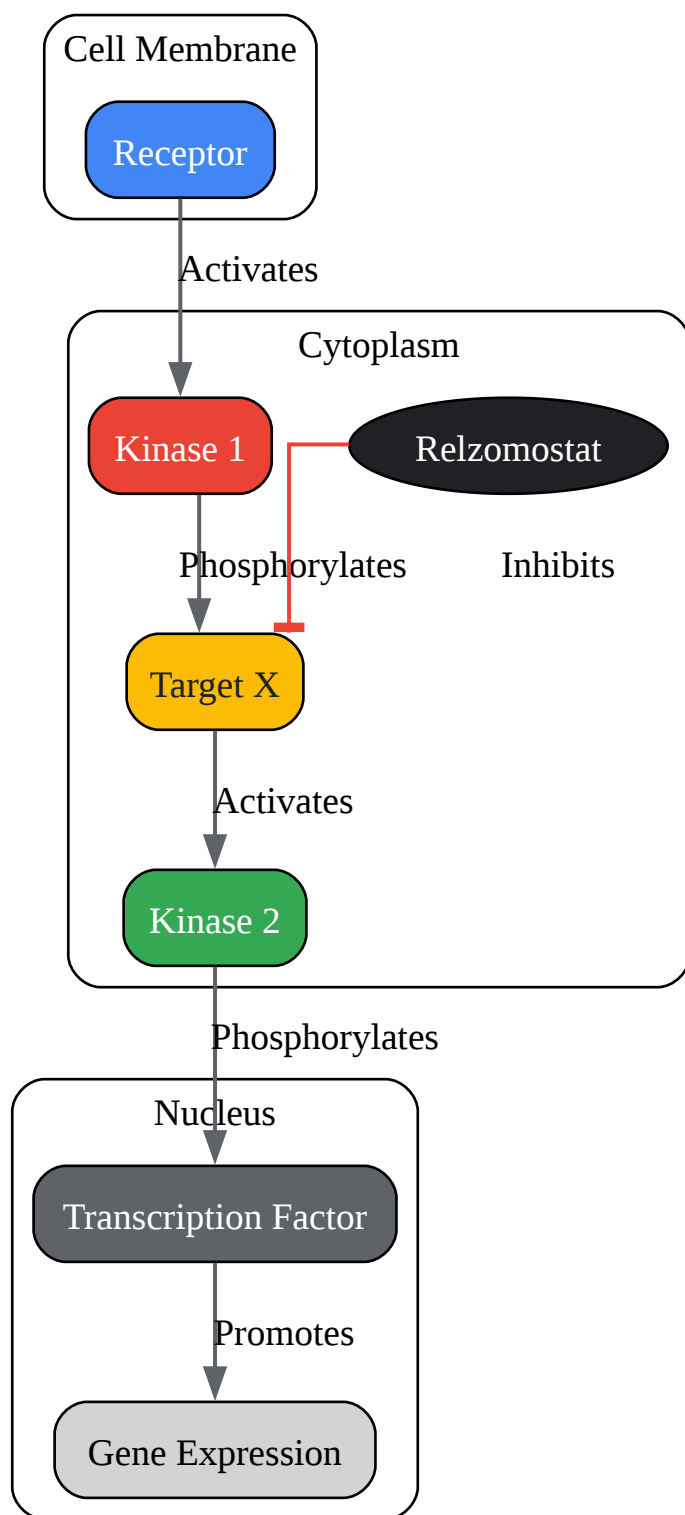 Cell Membrane
Receptor
Activates
Cytoplasm
Kinase 1
Relzomostat
Phosphorylates
Inhibits
Target X
Activates
Kinase 2
Phosphorylates
Nucleus
Transcription Factor
Promotes
Gene Expression